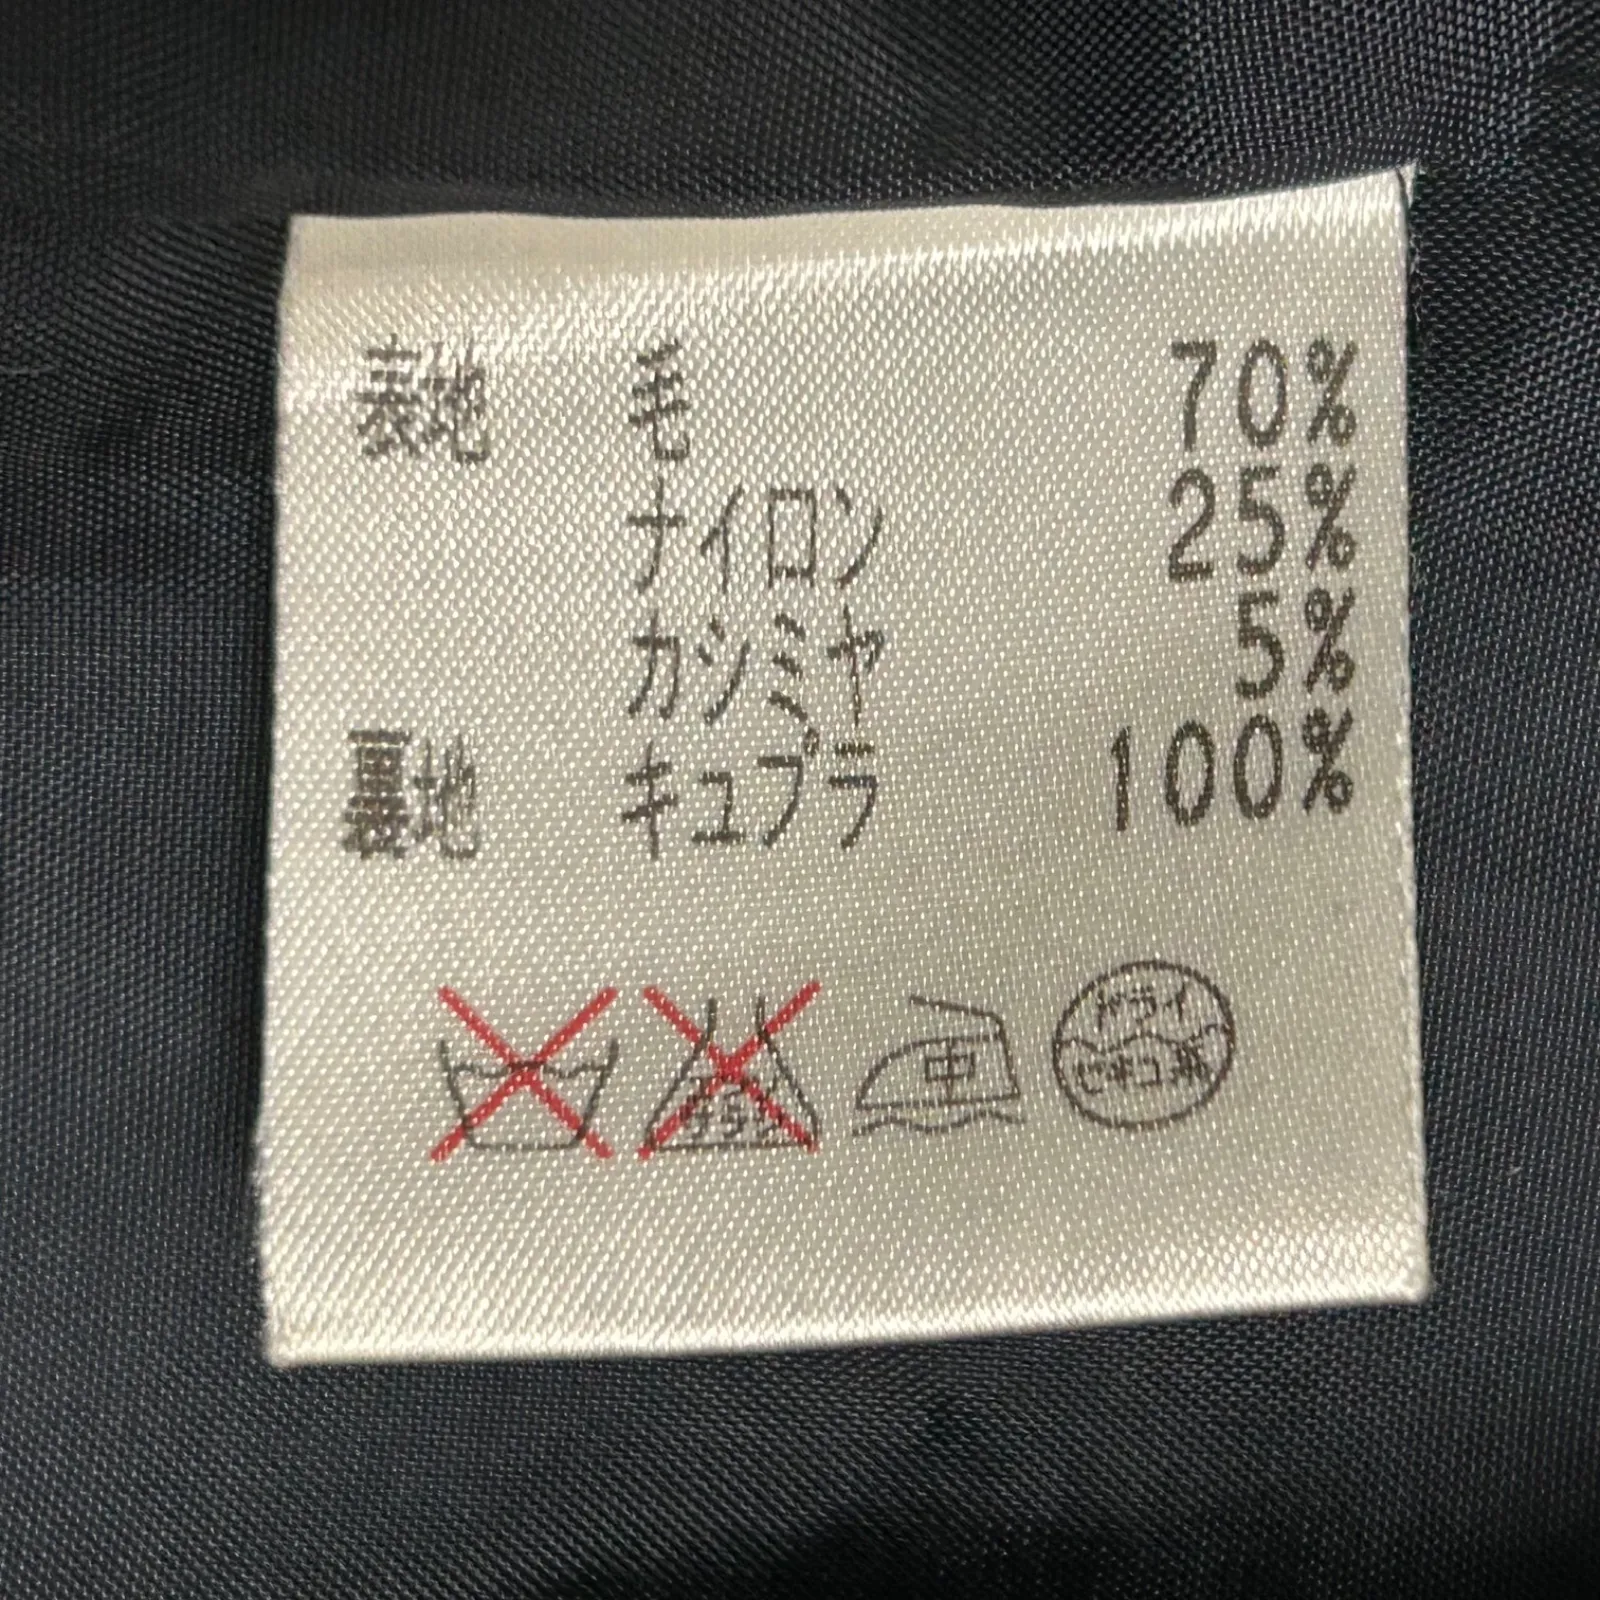 表地 毛 70%
ナイロン 25%
カシミヤ 5%
裏地 キュプラ 100%
中 ドライ
セキユ系